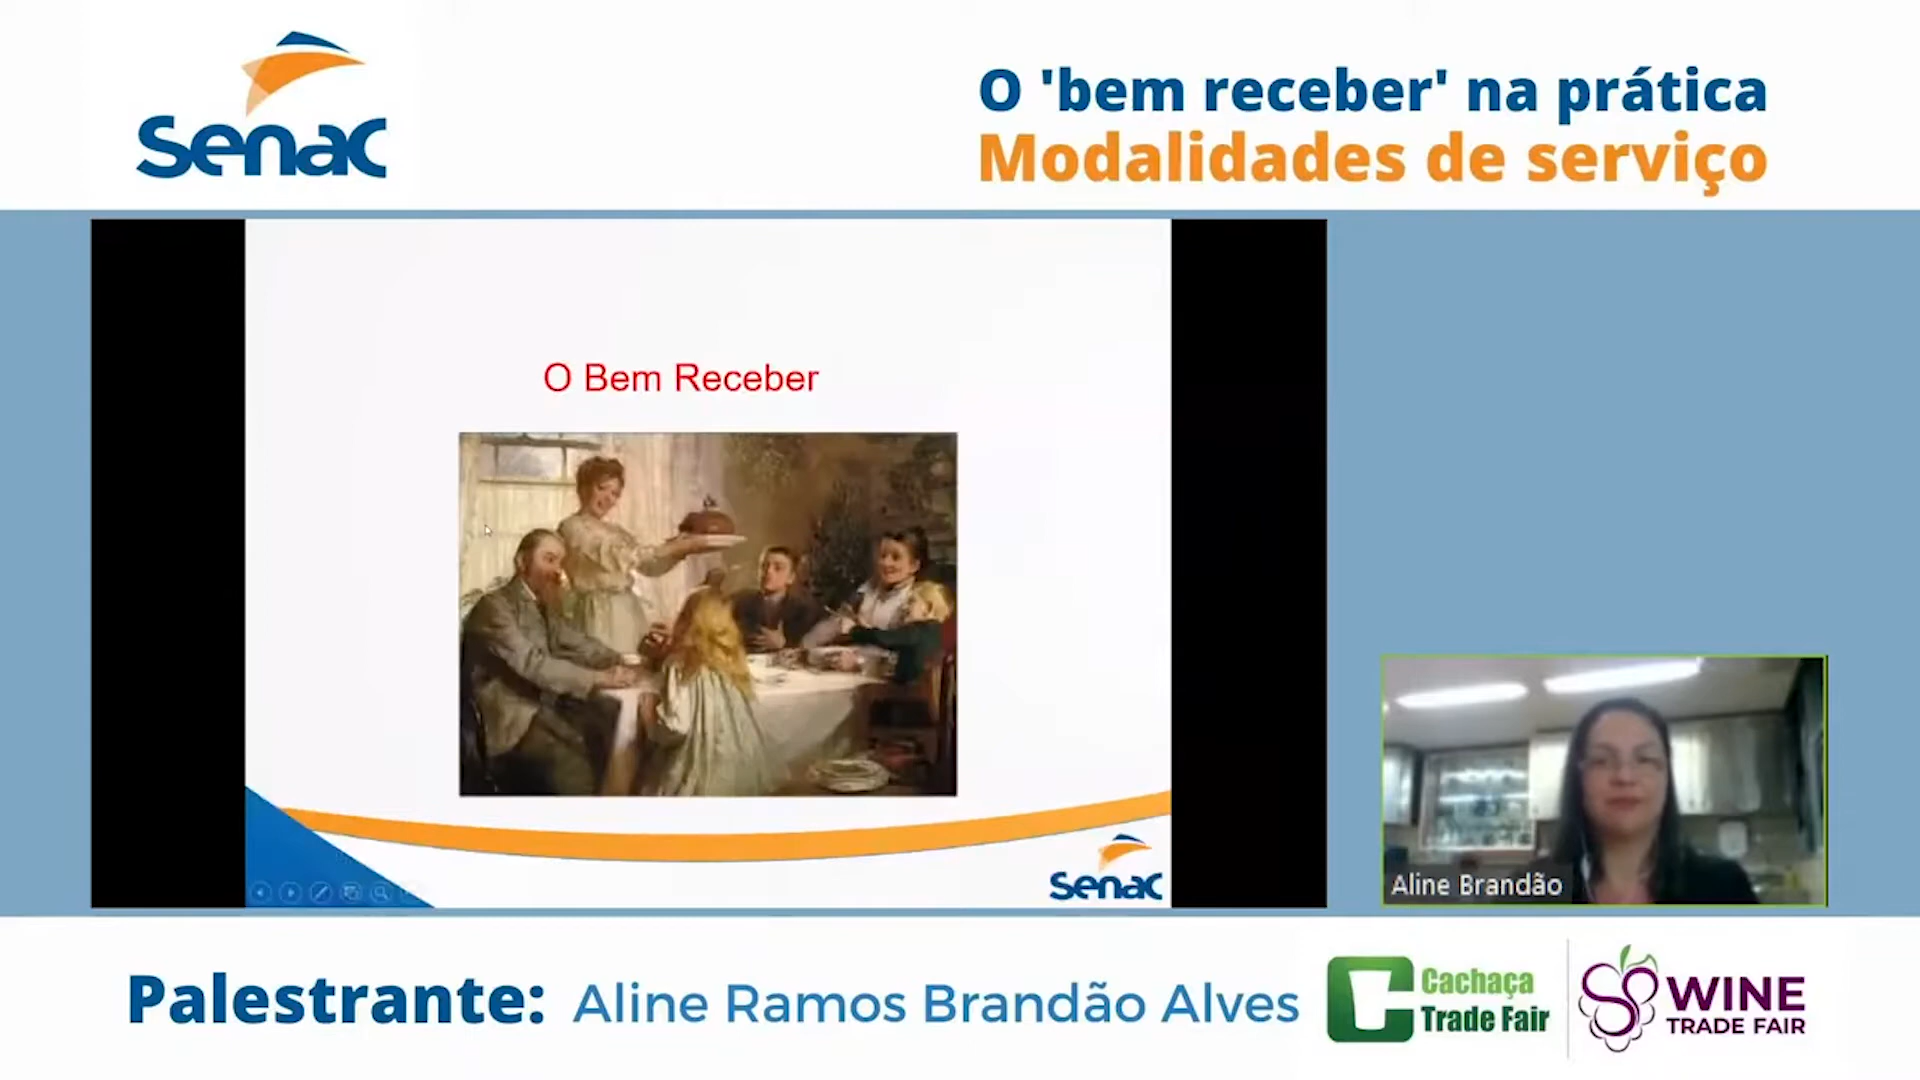 Senac
O 'bem receber' na prática
Modalidades de serviço
O Bem Receber
Senac
Aline Brandão
Palestrante: Aline Ramos Brandão Alves
Cachaça
Trade Fair
SP WINE
TRADE FAIR